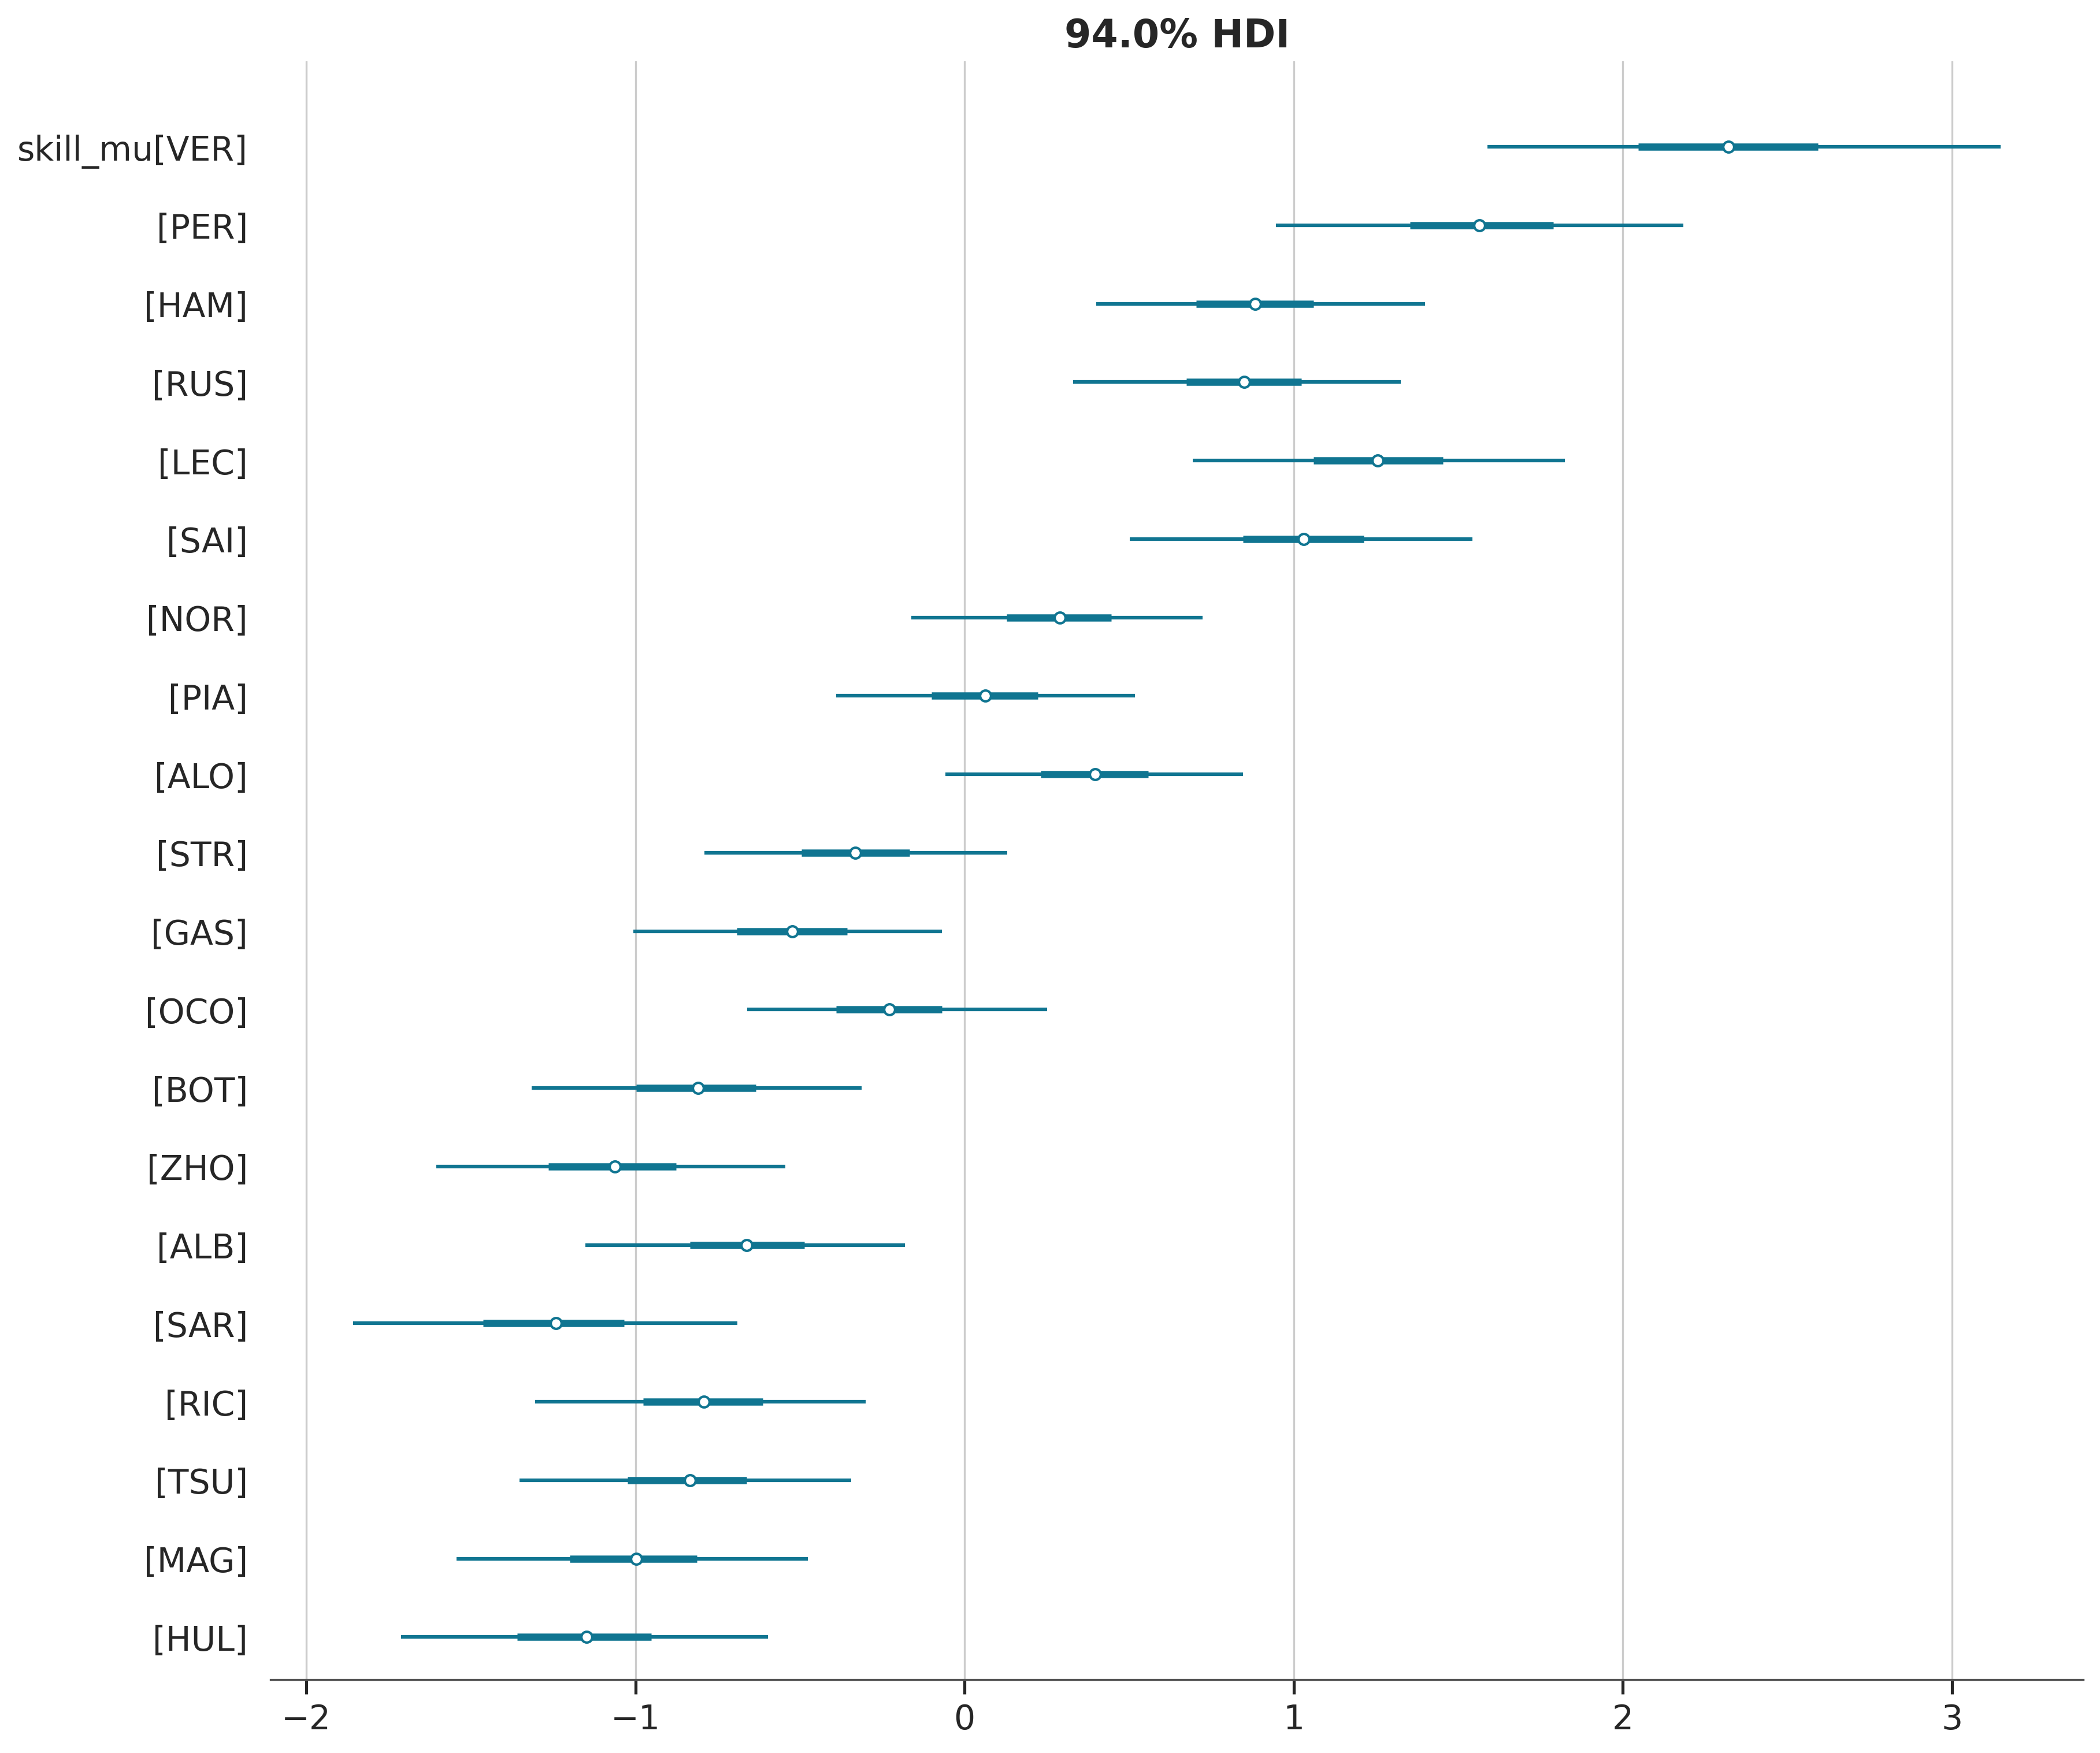 94.0% HDI
skill_mu[VER]
[PER]
[HAM]
[RUS]
[LEC]
[SAI]
[NOR]
[PIA]
[ALO]
[STR]
[GAS]
[OCO]
[BOT]
[ZHO]
[ALB]
[SAR]
[RIC]
[TSU]
[MAG]
[HUL]
−2 −1 0 1 2 3